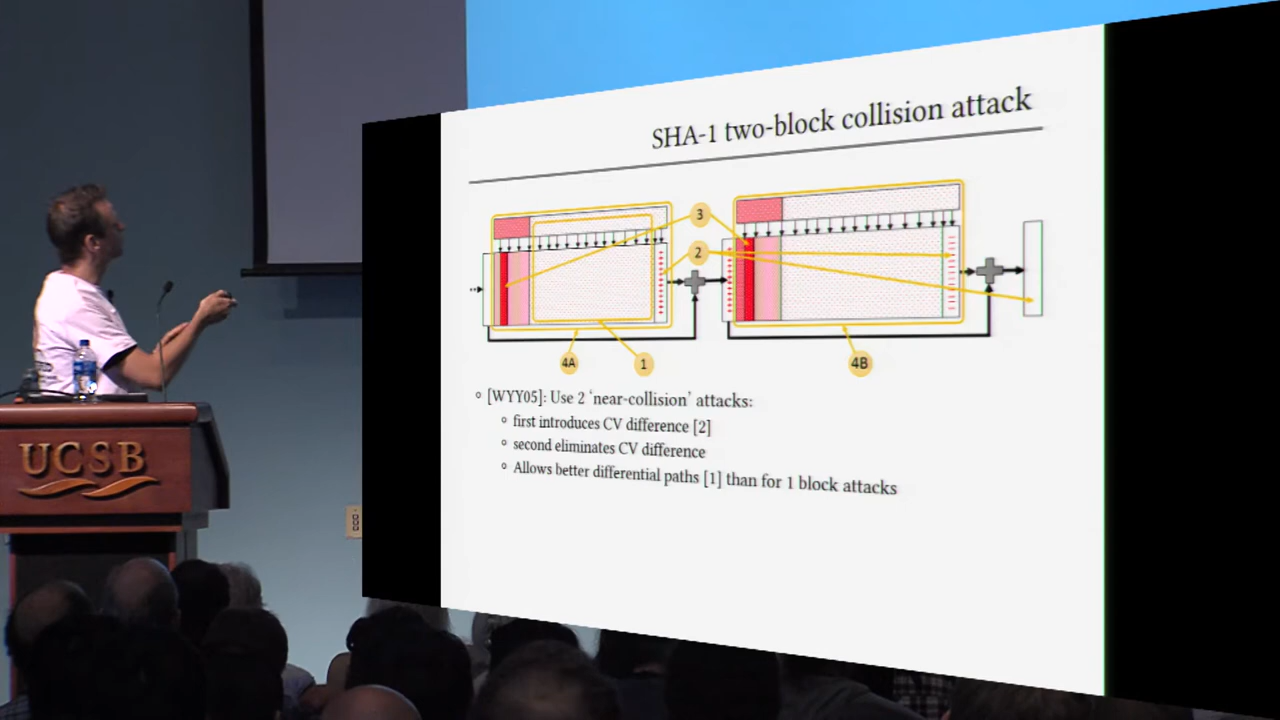 SHA-1 two-block collision attack
3
2
4A
1
4B
[WYY05]: Use 2 ‘near-collision’ attacks:
first introduces CV difference [2]
second eliminates CV difference
Allows better differential paths [1] than for 1 block attacks
UCSB